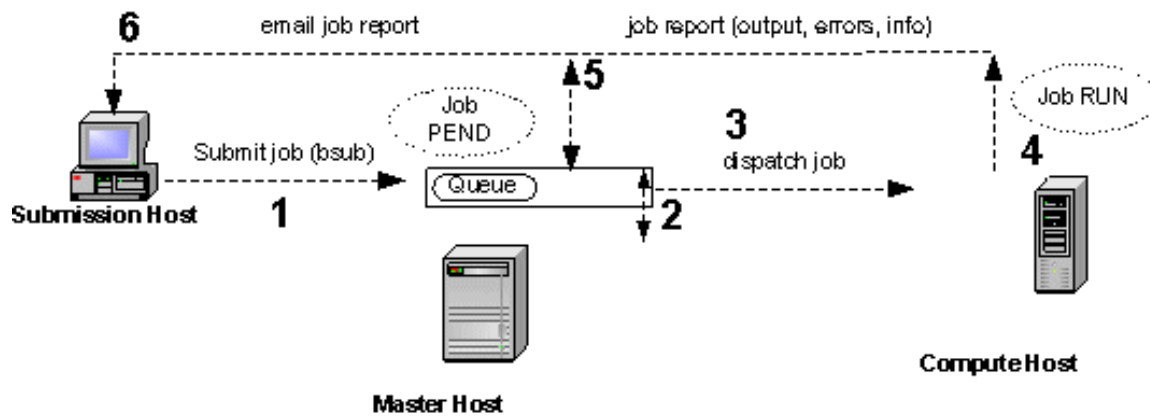 6
email job report
job report (output, errors, info)
5
Job
PEND
Job RUN
3
4
Submit job (bsub)
dispatch job
Queue
1
2
Submission Host
Compute Host
Master Host